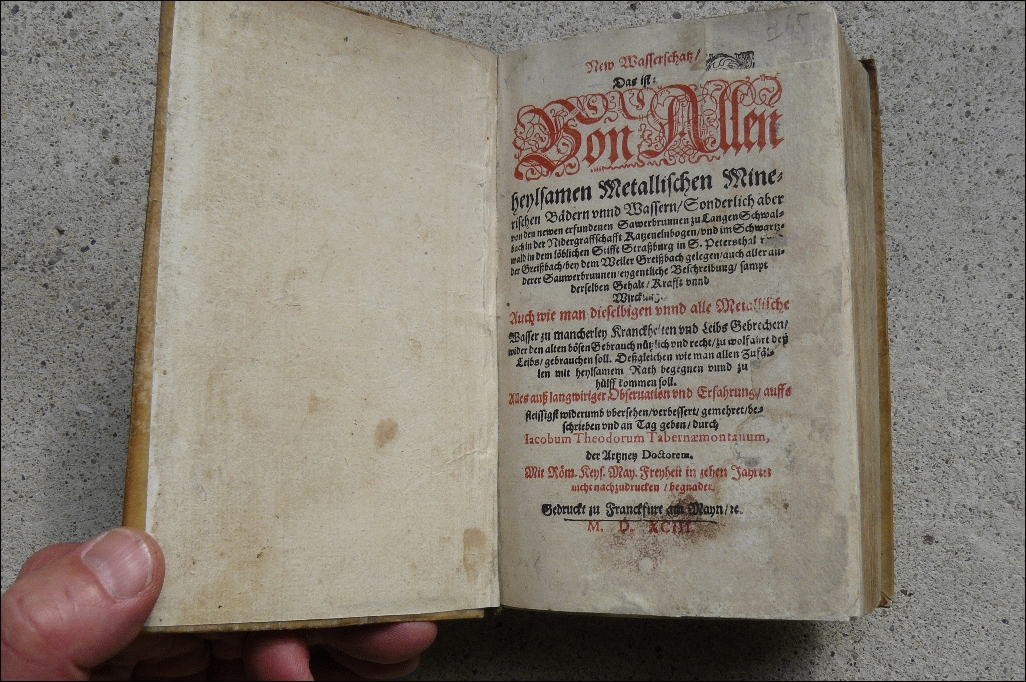 New Wasserschatz/
Das ist:
Von Allen
heylsamen Metallischen Mine-
rischen Bädern vnnd Wassern/Sonderlich aber
von den newen erfundenen Sawerbrunnen zu Langen Schwal-
bach in der Nidergraffschafft Katzenelnbogen/vnd im Schwartz-
wald in dem löblichen Stifft Straßburg in S. Petersthal
der Greißbach/bey dem Weiler Greißbach gelegen/auch aller an-
derer Sauwerbrunnen eygentliche Beschreibung/ sampt
derselben Gehalt/Krafft vnnd
Wirckung.
Auch wie man dieselbigen vnnd alle Metallische
Wasser zu mancherley Kranckheiten vnd Leibs Gebrechen/
wider den alten bösen Gebrauch nützlich vnd recht/zu wolfahrt deß
Leibs/gebrauchen soll. Deßgleichen wie man allen Zufäl-
len mit heylsamem Rath begegnen vnnd zu
hülff kommen soll.
Alles auß langwiriger Obseruation vnd Erfahrung/ auffs
fleissigst widerumb vbersehen/verbessert/gemehret/be-
schrieben vnd an Tag geben/durch
Iacobum Theodorum Tabernæmontanum,
der Artzney Doctorem.
Mit Röm. Keys. May. Freyheit in zehen Jahren
nicht nachzudrucken/begnadet.
Gedruckt zu Franckfurt am Mayn/ꝛc.
M. D. XCIII.